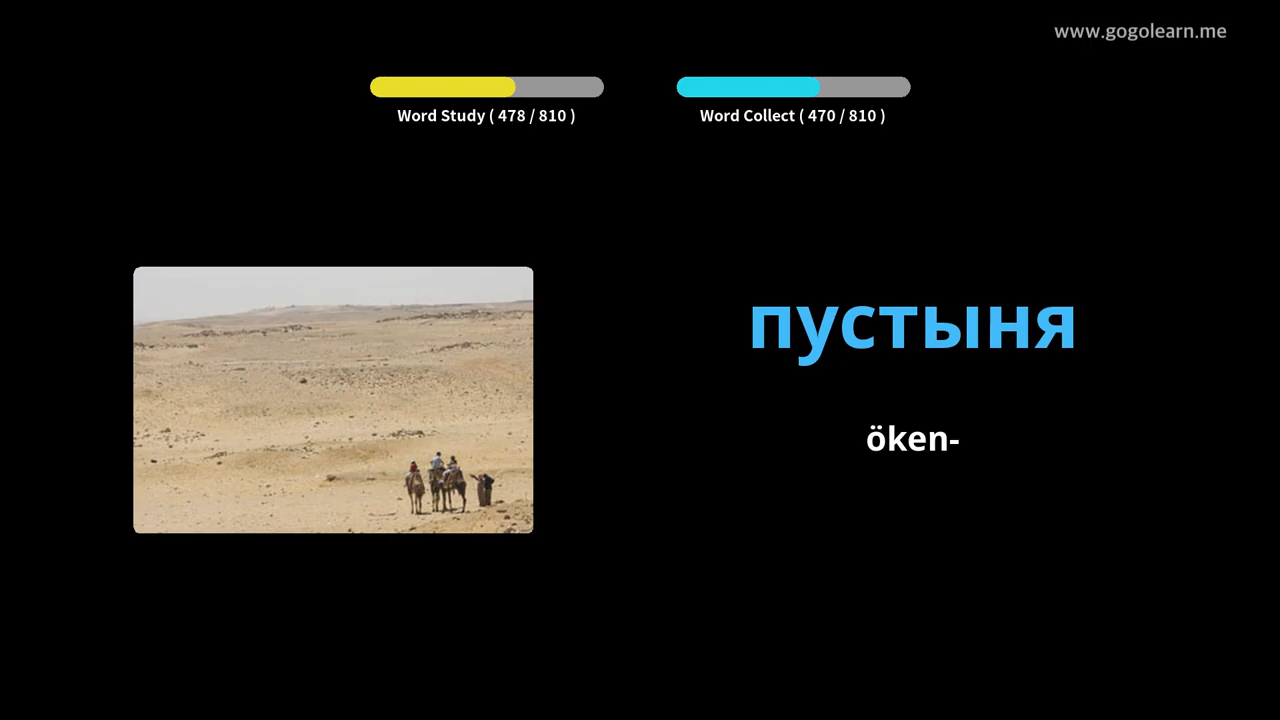 www.gogolearn.me
Word Study ( 478 / 810 )
Word Collect ( 470 / 810 )
пустыня
öken-